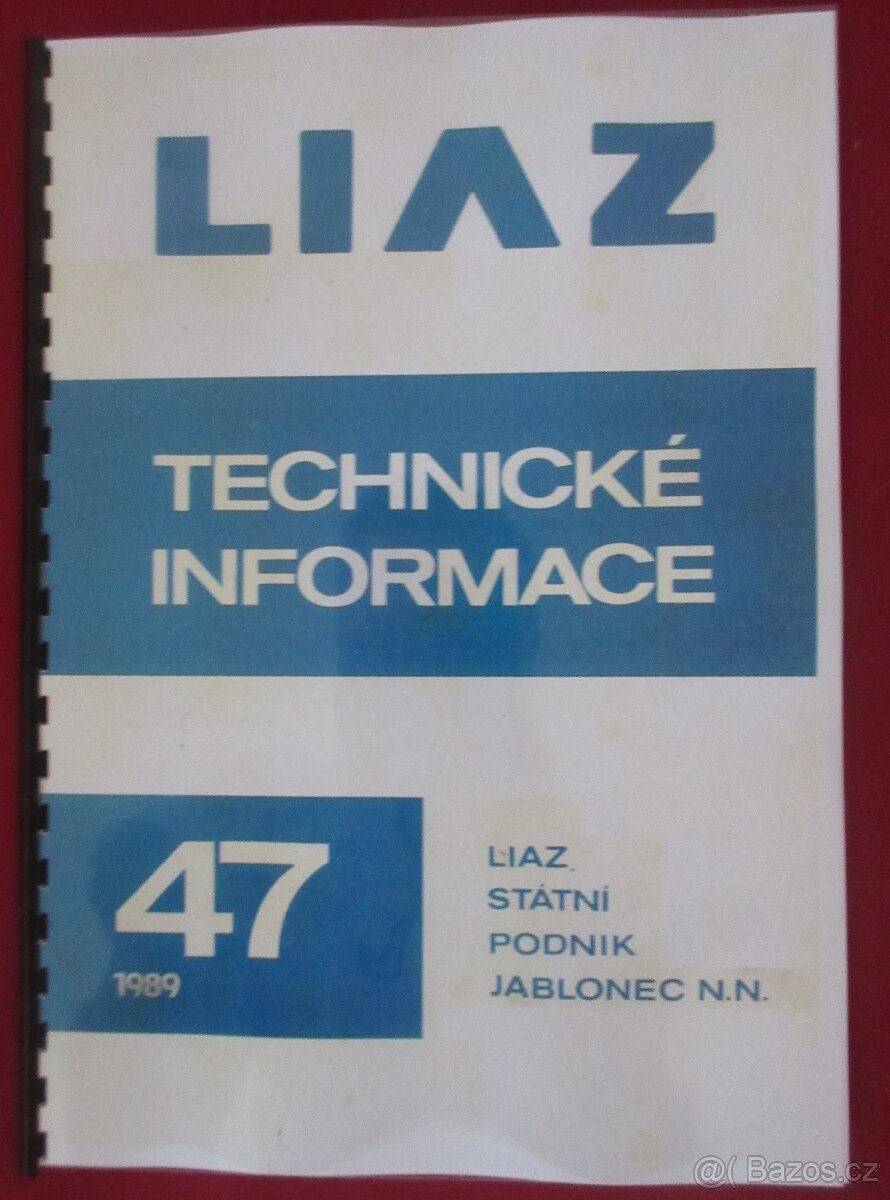 LIAZ
TECHNICKÉ
INFORMACE
47
1989
LIAZ,
STÁTNÍ
PODNIK
JABLONEC N.N.
@( Bazos.cz